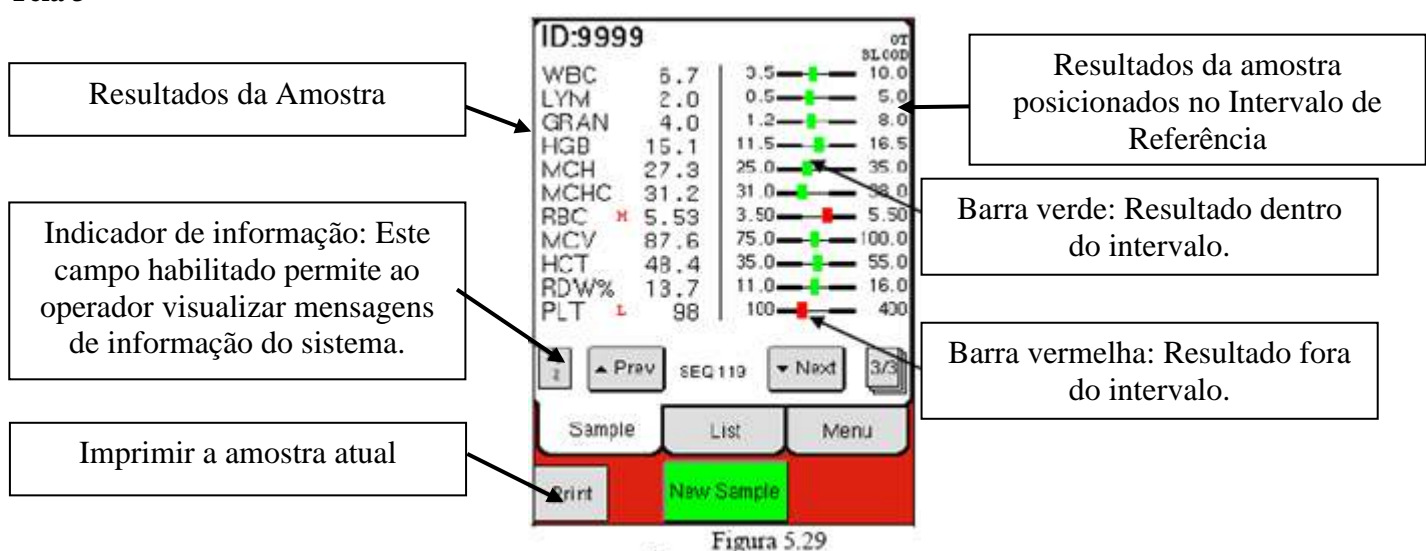 ID:9999
OT
BLOOD
WBC 6.7 3.5 10.0
LYM 2.0 0.5 5.0
GRAN 4.0 1.2 8.0
HGB 15.1 11.5 16.5
MCH 27.3 25.0 35.0
MCHC 31.2 31.0 38.0
RBC H 5.53 3.50 5.50
MCV 87.6 75.0 100.0
HCT 48.4 35.0 55.0
RDW% 13.7 11.0 16.0
PLT L 98 100 400
Prev SEQ 119 Next 3/3
Sample List Menu
Print New Sample
Resultados da Amostra
Indicador de informação: Este
campo habilitado permite ao
operador visualizar mensagens
de informação do sistema.
Imprimir a amostra atual
Resultados da amostra
posicionados no Intervalo de
Referência
Barra verde: Resultado dentro
do intervalo.
Barra vermelha: Resultado fora
do intervalo.
Figura 5.29